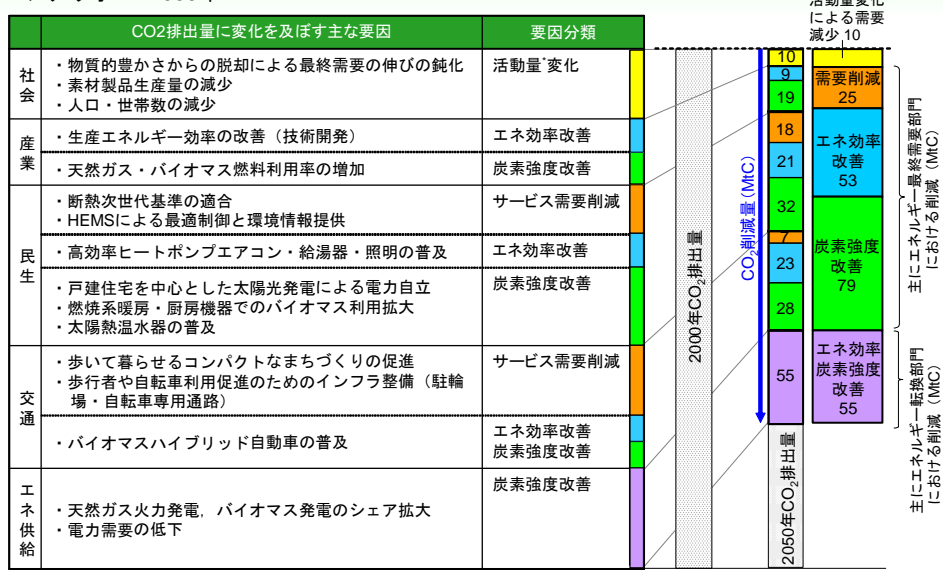 CO2排出量に変化を及ぼす主な要因
要因分類
社会
・物質的豊かさからの脱却による最終需要の伸びの鈍化
・素材製品生産量の減少
・人口・世帯数の減少
活動量*変化
産業
・生産エネルギー効率の改善（技術開発）
エネ効率改善
・天然ガス・バイオマス燃料利用率の増加
炭素強度改善
民生
・断熱次世代基準の適合
・HEMSによる最適制御と環境情報提供
サービス需要削減
・高効率ヒートポンプエアコン・給湯器・照明の普及
エネ効率改善
・戸建住宅を中心とした太陽光発電による電力自立
・燃焼系暖房・厨房機器でのバイオマス利用拡大
・太陽熱温水器の普及
炭素強度改善
交通
・歩いて暮らせるコンパクトなまちづくりの促進
・歩行者や自転車利用促進のためのインフラ整備（駐輪
場・自転車専用通路）
サービス需要削減
・バイオマスハイブリッド自動車の普及
エネ効率改善
炭素強度改善
エネ供給
・天然ガス火力発電，バイオマス発電のシェア拡大
・電力需要の低下
炭素強度改善
2000年CO2排出量
CO2削減量(MtC)
10
9
19
18
21
32
7
23
28
55
2050年CO2排出量
活動量変化
による需要
減少 10
需要削減
25
エネ効率
改善
53
炭素強度
改善
79
エネ効率
炭素強度
改善
55
主にエネルギー最終需要部門
における削減（MtC）
主にエネルギー転換部門
における削減（MtC）